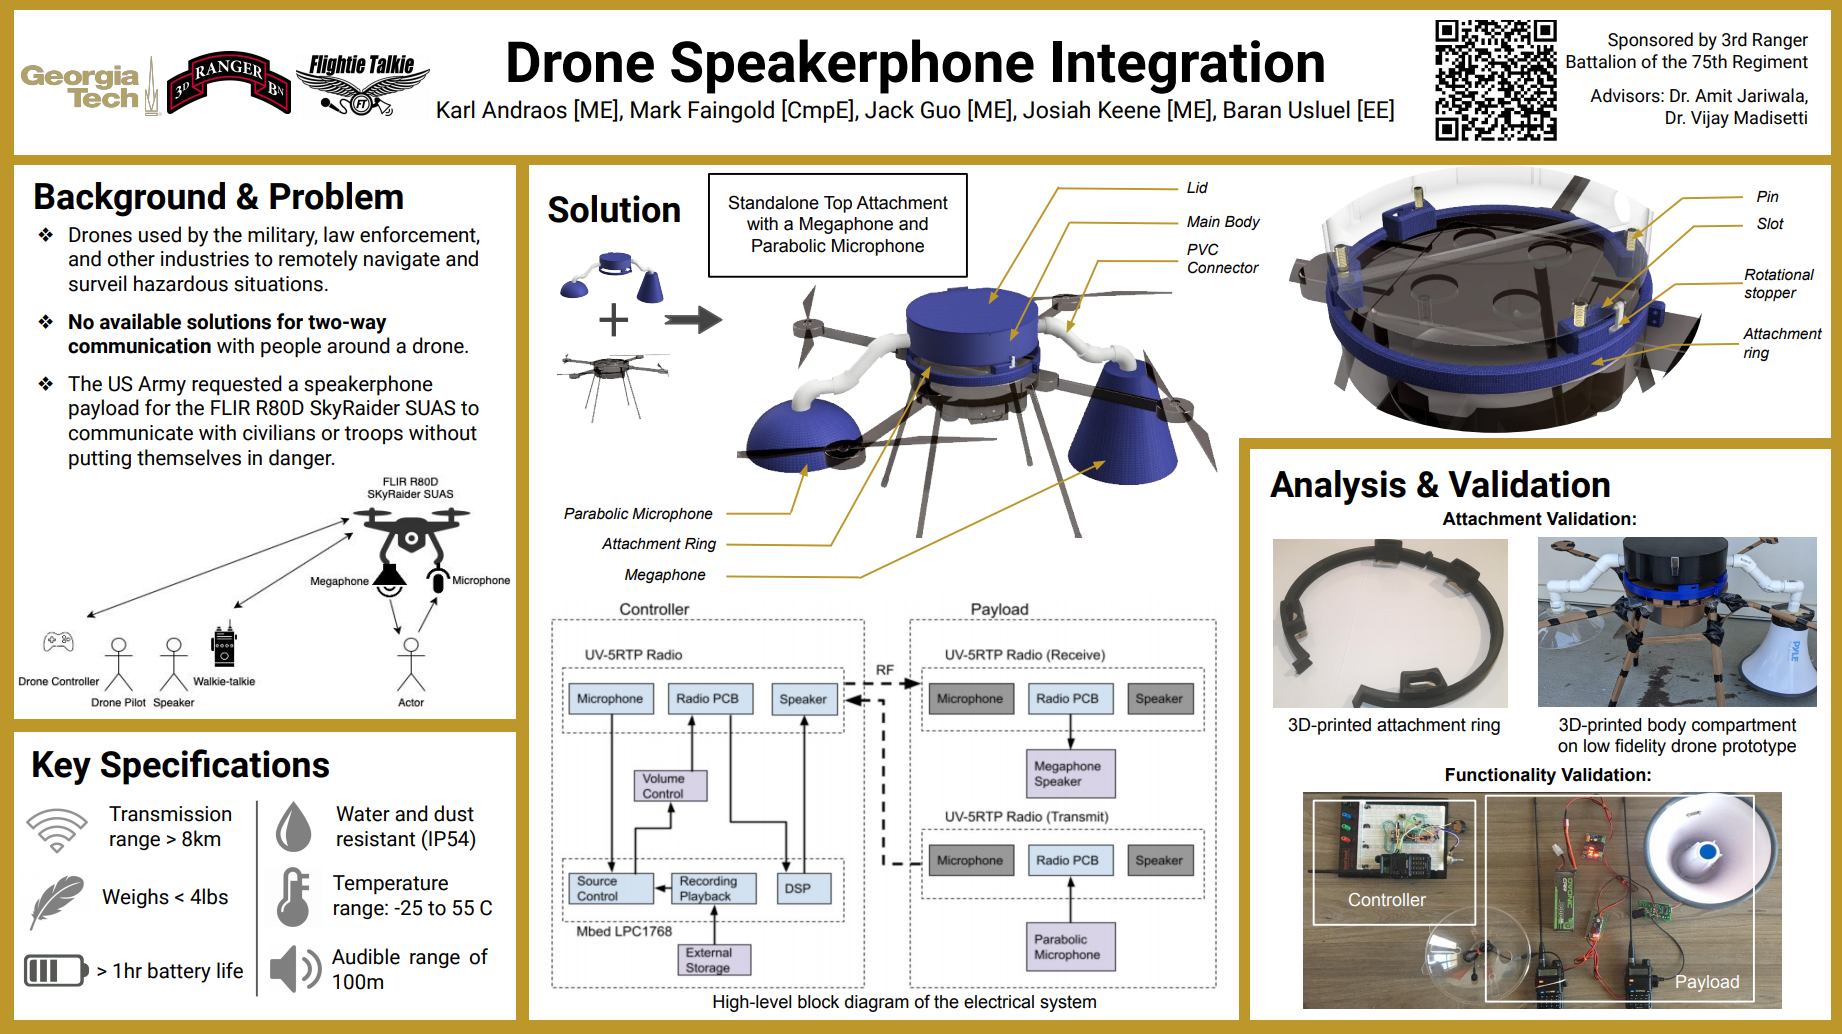 Georgia
Tech
3D RANGER BN
Flightie Talkie
FT
Drone Speakerphone Integration
Karl Andraos [ME], Mark Faingold [CmpE], Jack Guo [ME], Josiah Keene [ME], Baran Usluel [EE]
Sponsored by 3rd Ranger
Battalion of the 75th Regiment
Advisors: Dr. Amit Jariwala,
Dr. Vijay Madisetti
Background & Problem
❖ Drones used by the military, law enforcement,
and other industries to remotely navigate and
surveil hazardous situations.
❖ No available solutions for two-way
communication with people around a drone.
❖ The US Army requested a speakerphone
payload for the FLIR R80D SkyRaider SUAS to
communicate with civilians or troops without
putting themselves in danger.
FLIR R80D
SKyRaider SUAS
Megaphone
Microphone
Drone Controller
Walkie-talkie
Drone Pilot
Speaker
Actor
Key Specifications
Transmission
range > 8km
Weighs < 4lbs
> 1hr battery life
Water and dust
resistant (IP54)
Temperature
range: -25 to 55 C
Audible range of
100m
Solution
Standalone Top Attachment
with a Megaphone and
Parabolic Microphone
Lid
Main Body
PVC
Connector
Parabolic Microphone
Attachment Ring
Megaphone
Pin
Slot
Rotational
stopper
Attachment
ring
Controller
UV-5RTP Radio
Microphone
Radio PCB
Speaker
Volume
Control
Source
Control
Recording
Playback
DSP
Mbed LPC1768
External
Storage
RF
Payload
UV-5RTP Radio (Receive)
Microphone
Radio PCB
Speaker
Megaphone
Speaker
UV-5RTP Radio (Transmit)
Microphone
Radio PCB
Speaker
Parabolic
Microphone
High-level block diagram of the electrical system
Analysis & Validation
Attachment Validation:
PYLE
3D-printed attachment ring
3D-printed body compartment
on low fidelity drone prototype
Functionality Validation:
Controller
Payload